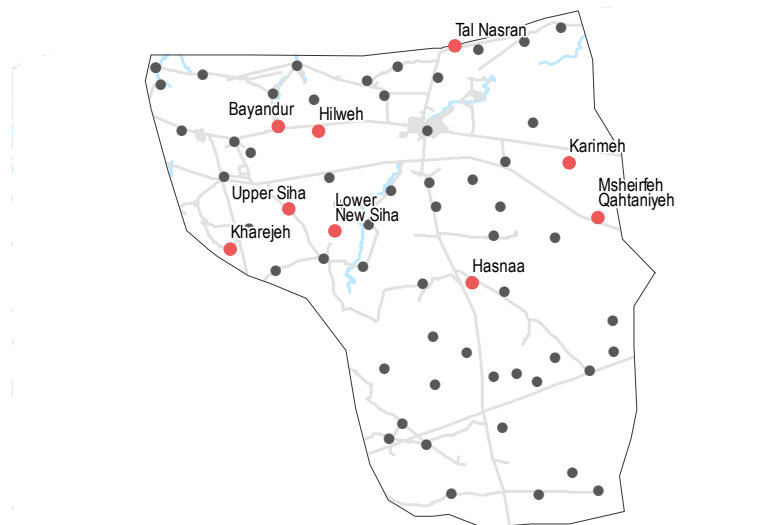 Tal Nasran
Bayandur
Hilweh
Karimeh
Msheirfeh
Qahtaniyeh
Upper Siha
Lower
New Siha
Kharejeh
Hasnaa